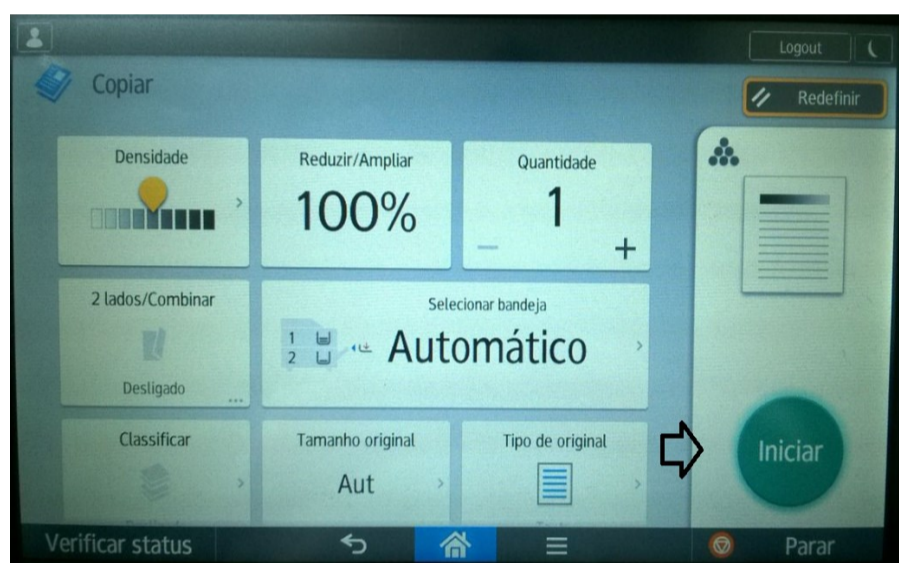 Logout
Copiar
Redefinir
Densidade
Reduzir/Ampliar
100%
Quantidade
1
− +
2 lados/Combinar
Desligado
...
Selecionar bandeja
1
2
Automático
Classificar
Tamanho original
Aut
Tipo de original
Iniciar
Verificar status
Parar